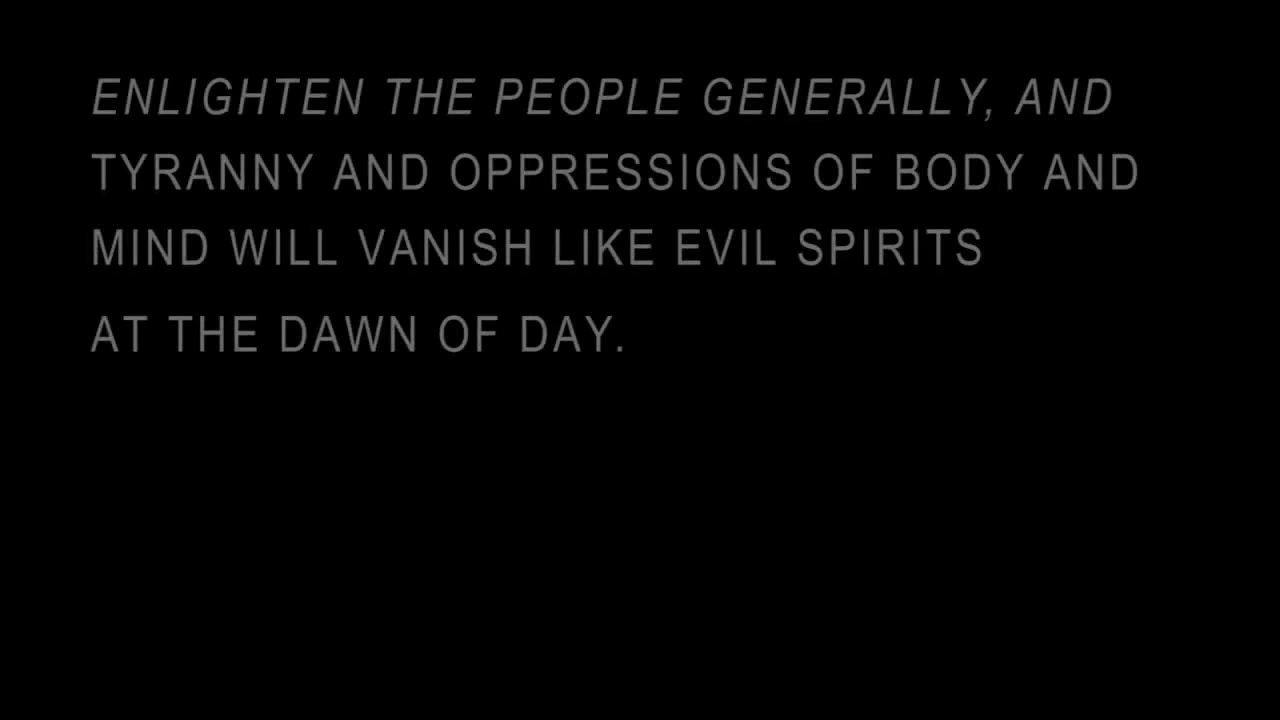 ENLIGHTEN THE PEOPLE GENERALLY, AND
TYRANNY AND OPPRESSIONS OF BODY AND
MIND WILL VANISH LIKE EVIL SPIRITS
AT THE DAWN OF DAY.